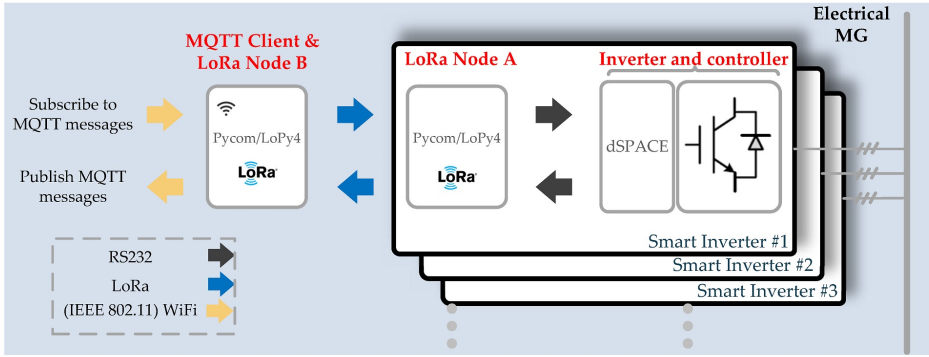 Electrical
MG
MQTT Client &
LoRa Node B
LoRa Node A
Inverter and controller
Subscribe to
MQTT messages
Pycom/LoPy4
LoRa
Pycom/LoPy4
LoRa
dSPACE
Publish MQTT
messages
Smart Inverter #1
Smart Inverter #2
Smart Inverter #3
RS232
LoRa
(IEEE 802.11) WiFi